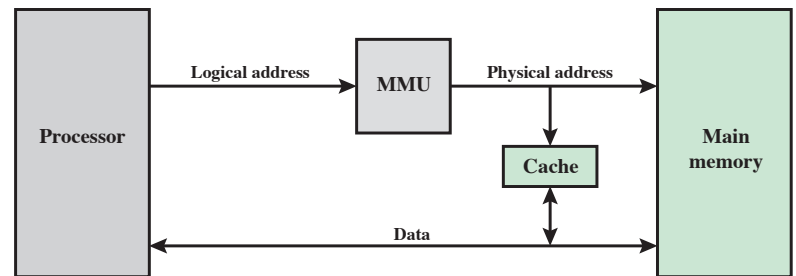 Logical address
MMU
Physical address
Processor
Main
memory
Cache
Data